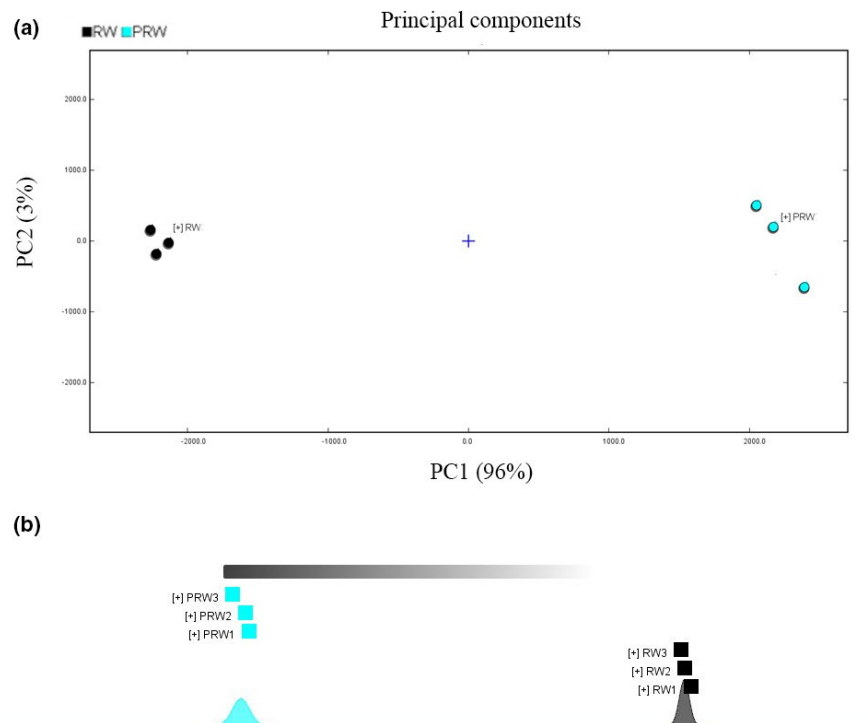 (a)
RW PRW
Principal components
2000.0
1000.0
0.0
-1000.0
-2000.0
PC2 (3%)
[+] RW
[+] PRW
-2000.0 -1000.0 0.0 1000.0 2000.0
PC1 (96%)
(b)
[+] PRW3
[+] PRW2
[+] PRW1
[+] RW3
[+] RW2
[+] RW1